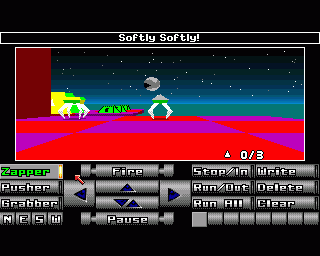 Softly Softly!
0/3
Zapper Fire Stop/In Write
Pusher Run/Out Delete
Grabber Run All Clear
N E S W Pause